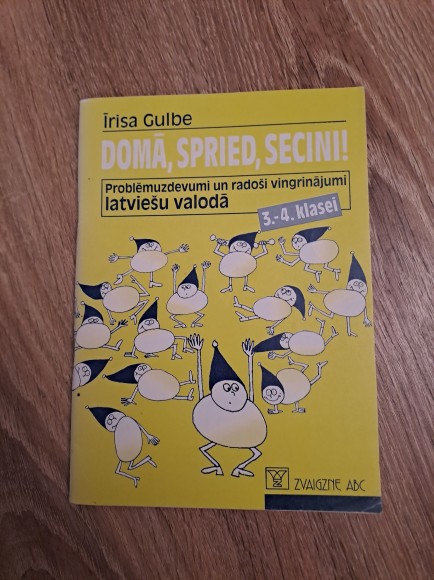 Īrisa Gulbe
DOMĀ, SPRIED, SECINI!
Problēmuzdevumi un radoši vingrinājumi
latviešu valodā
3.-4. klasei
ZVAIGZNE ABC